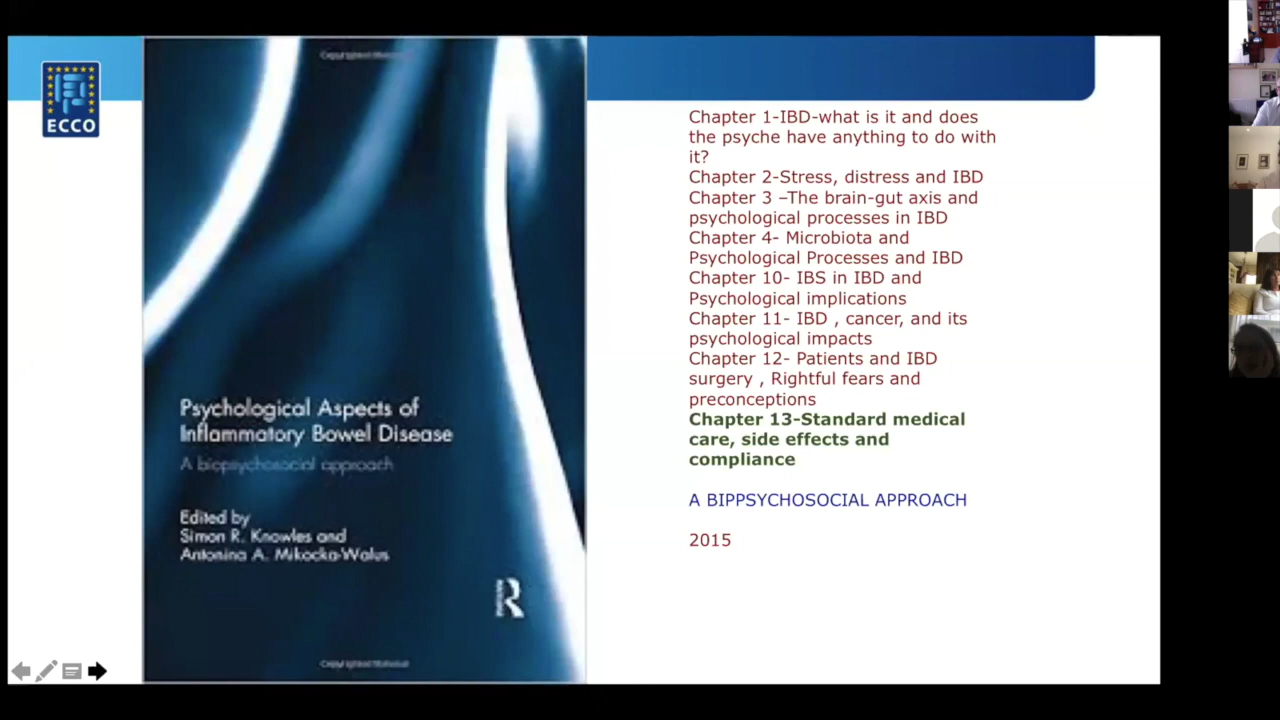 ECCO
Psychological Aspects of
Inflammatory Bowel Disease
A biopsychosocial approach
Edited by
Simon R. Knowles and
Antonina A. Mikocka-Walus
R
Chapter 1-IBD-what is it and does
the psyche have anything to do with
it?
Chapter 2-Stress, distress and IBD
Chapter 3 –The brain-gut axis and
psychological processes in IBD
Chapter 4- Microbiota and
Psychological Processes and IBD
Chapter 10- IBS in IBD and
Psychological implications
Chapter 11- IBD , cancer, and its
psychological impacts
Chapter 12- Patients and IBD
surgery , Rightful fears and
preconceptions
Chapter 13-Standard medical
care, side effects and
compliance
A BIPPSYCHOSOCIAL APPROACH
2015